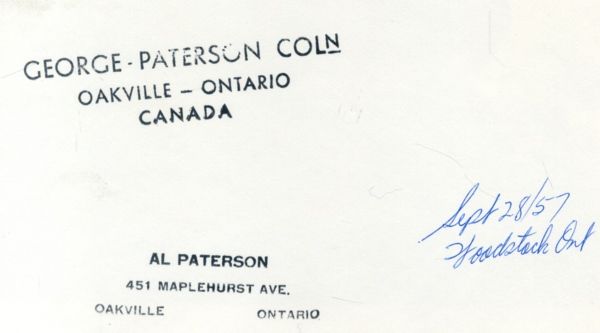 GEORGE-PATERSON COLN
OAKVILLE - ONTARIO
CANADA
Sept 28/57
Woodstock Ont
AL PATERSON
451 MAPLEHURST AVE.
OAKVILLE ONTARIO